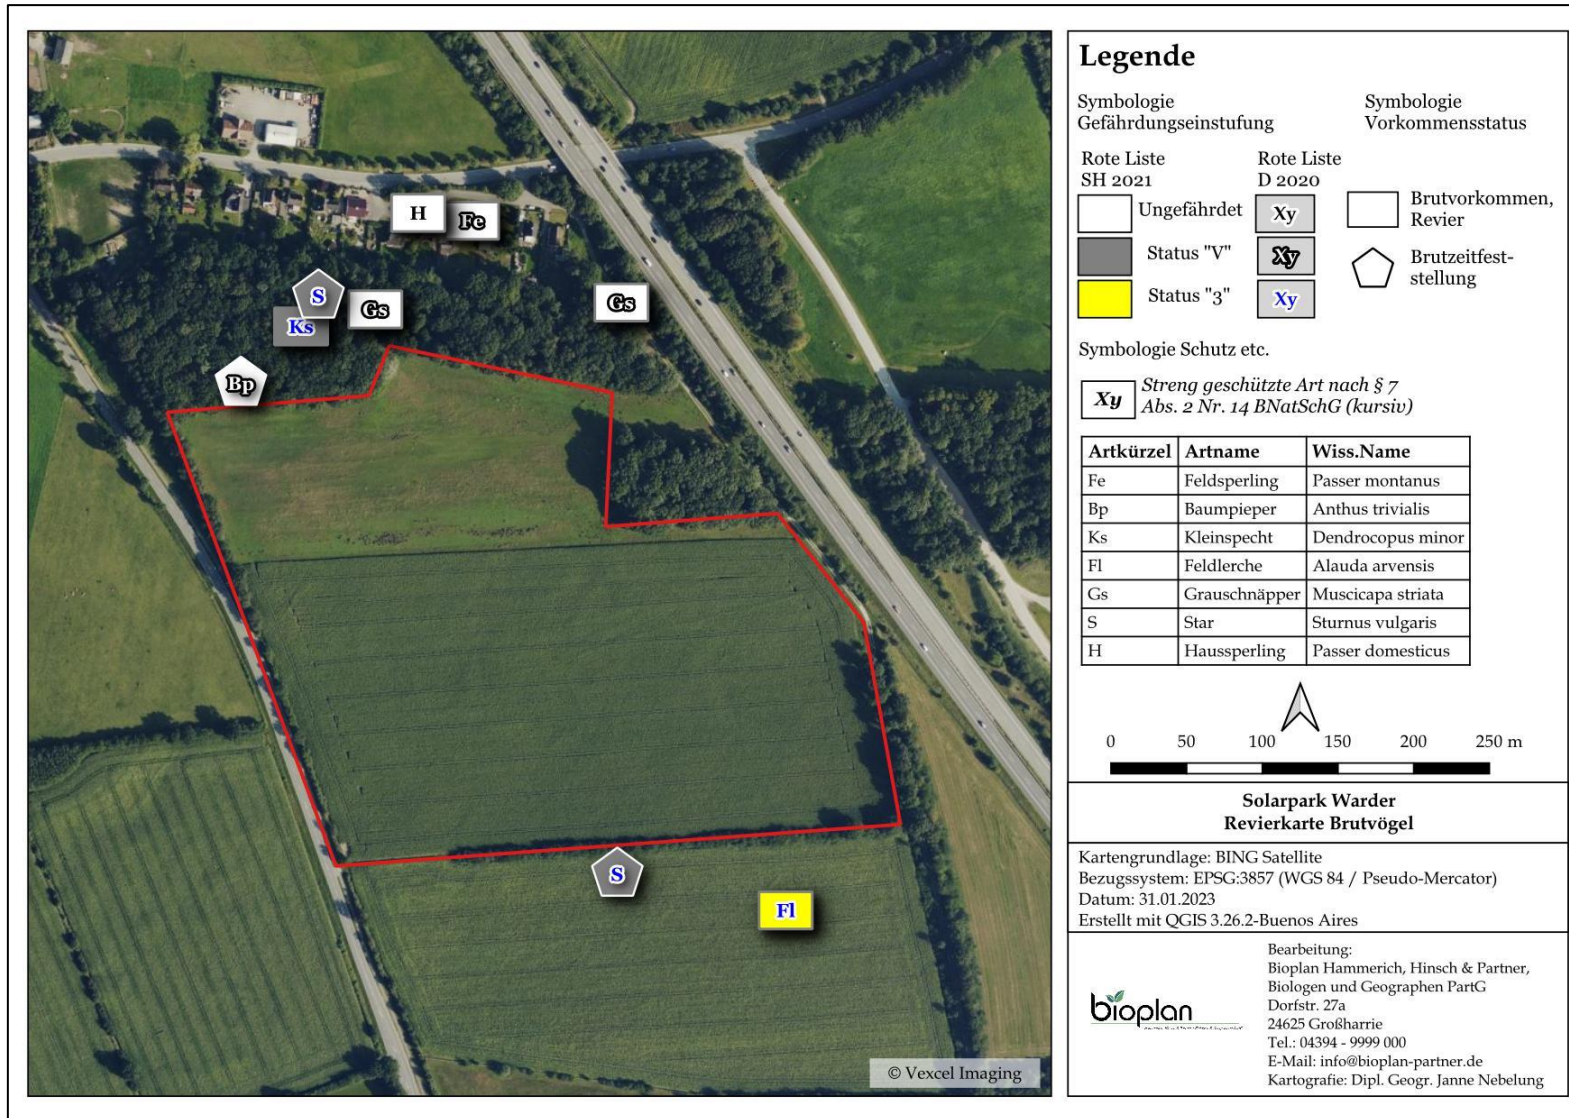 H
Fe
S
Gs
Gs
Ks
Bp
S
Fl
© Vexcel Imaging
Legende
Symbologie
Gefährdungseinstufung
Symbologie
Vorkommensstatus
Rote Liste
SH 2021
Rote Liste
D 2020
Ungefährdet
Xy
Brutvorkommen,
Revier
Status "V"
Xy
Brutzeitfest-
stellung
Status "3"
Xy
Symbologie Schutz etc.
Xy
Streng geschützte Art nach § 7
Abs. 2 Nr. 14 BNatSchG (kursiv)
Artkürzel Artname Wiss.Name
Fe Feldsperling Passer montanus
Bp Baumpieper Anthus trivialis
Ks Kleinspecht Dendrocopus minor
Fl Feldlerche Alauda arvensis
Gs Grauschnäpper Muscicapa striata
S Star Sturnus vulgaris
H Haussperling Passer domesticus
0 50 100 150 200 250 m
Solarpark Warder
Revierkarte Brutvögel
Kartengrundlage: BING Satellite
Bezugssystem: EPSG:3857 (WGS 84 / Pseudo-Mercator)
Datum: 31.01.2023
Erstellt mit QGIS 3.26.2-Buenos Aires
bioplan
Bearbeitung:
Bioplan Hammerich, Hinsch & Partner,
Biologen und Geographen PartG
Dorfstr. 27a
24625 Großharrie
Tel.: 04394 - 9999 000
E-Mail: info@bioplan-partner.de
Kartografie: Dipl. Geogr. Janne Nebelung